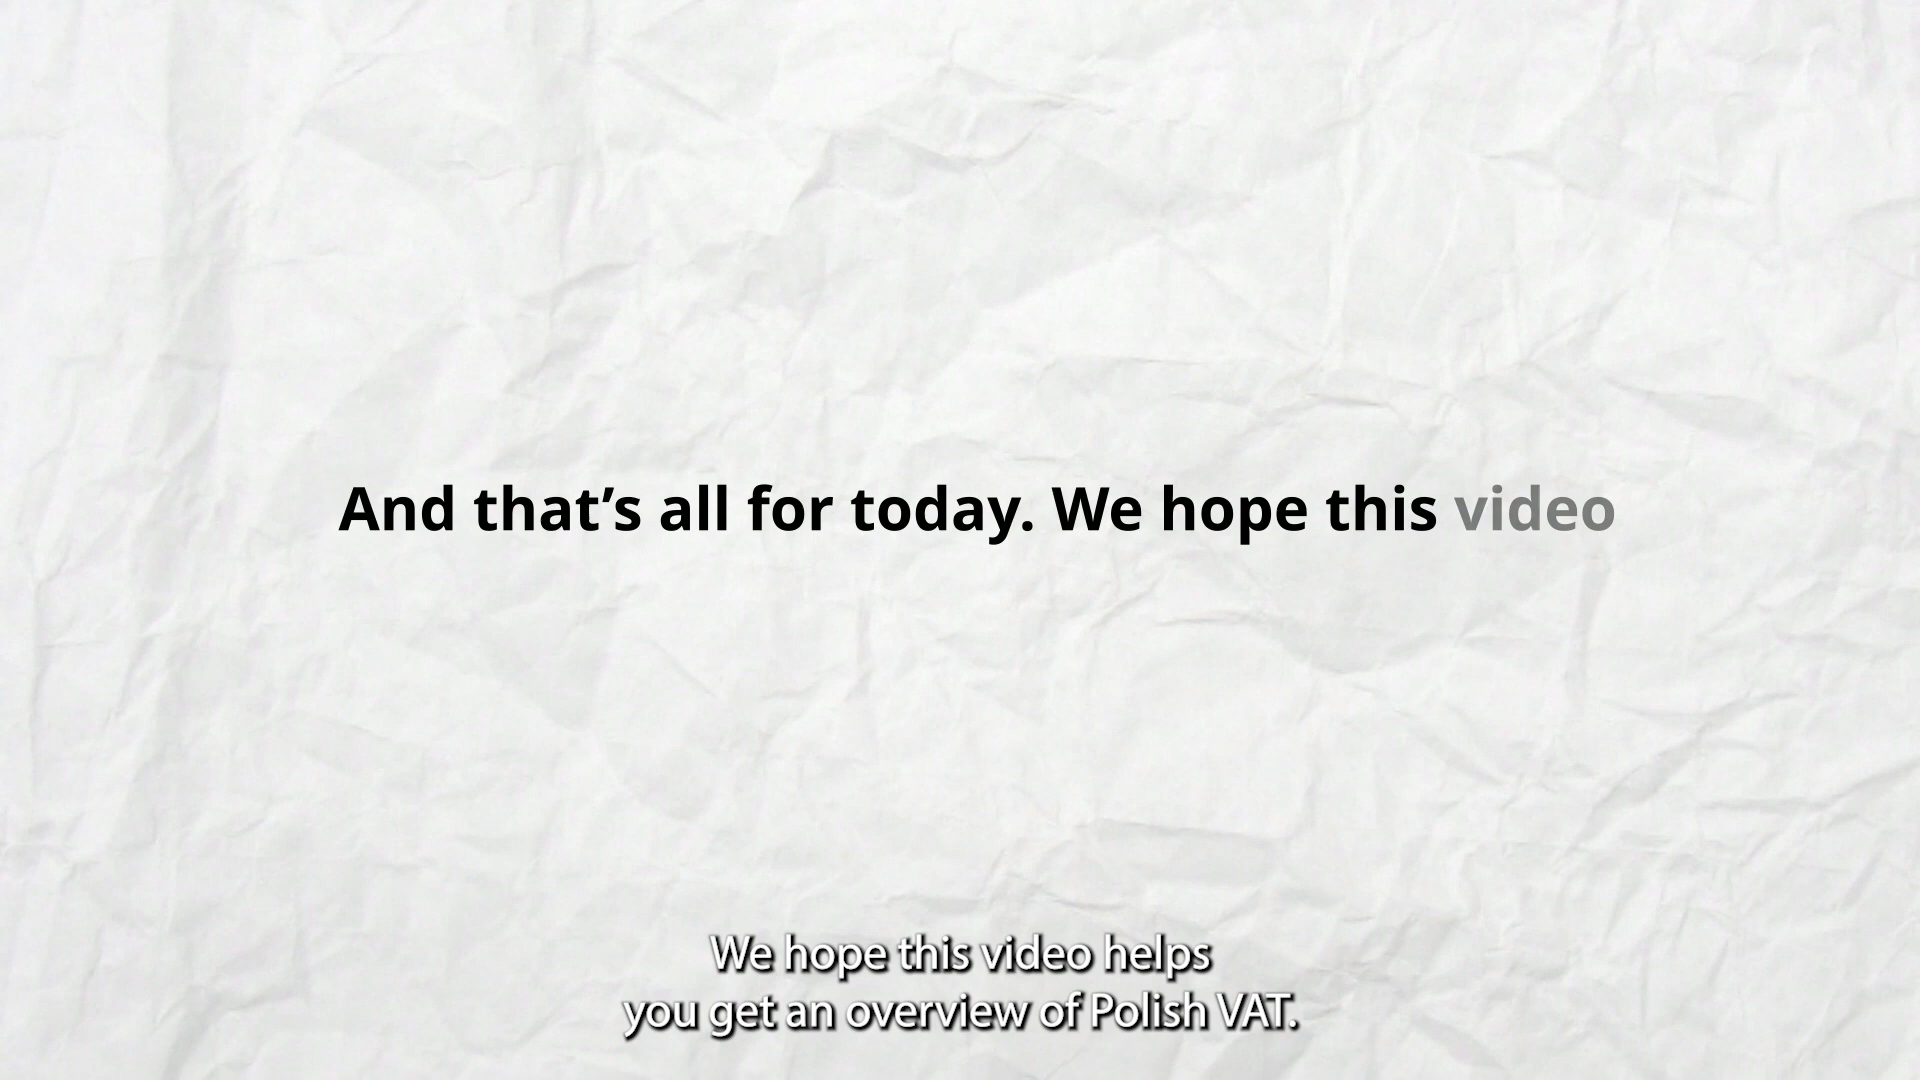 And that’s all for today. We hope this video
We hope this video helps
you get an overview of Polish VAT.